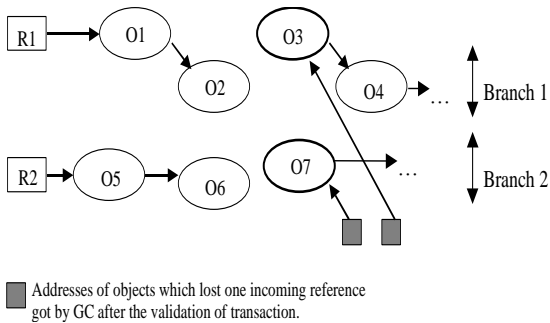 R1 O1 O3
O2 O4 ... Branch 1
R2 O5 O6 O7 ... Branch 2
Addresses of objects which lost one incoming reference
got by GC after the validation of transaction.